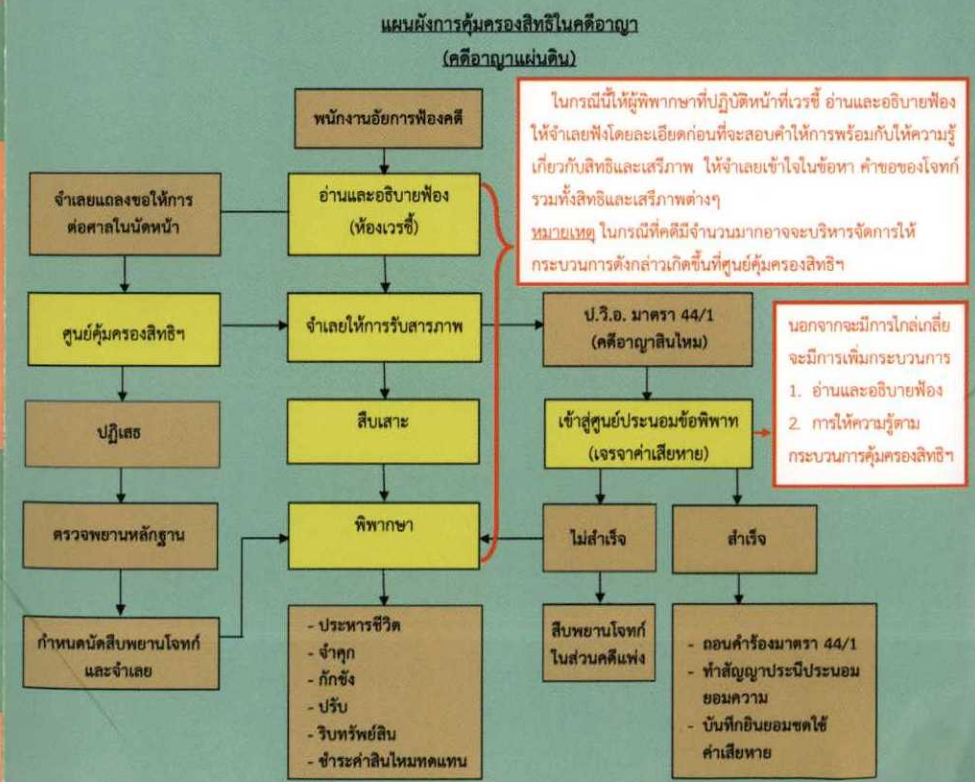 แผนผังการคุ้มครองสิทธิในคดีอาญา
(คดีอาญาแผ่นดิน)
พนักงานอัยการฟ้องคดี
ในกรณีนี้ให้ผู้พิพากษาที่ปฏิบัติหน้าที่เวรชี้ อ่านและอธิบายฟ้อง
ให้จำเลยฟังโดยละเอียดก่อนที่จะสอบคำให้การพร้อมกับให้ความรู้
เกี่ยวกับสิทธิและเสรีภาพ ให้จำเลยเข้าใจในข้อหา คำขอของโจทก์
รวมทั้งสิทธิและเสรีภาพต่างๆ
หมายเหตุ ในกรณีที่คดีมีจำนวนมากอาจจะบริหารจัดการให้
กระบวนการดังกล่าวเกิดขึ้นที่ศูนย์คุ้มครองสิทธิฯ
จำเลยแถลงขอให้การ
ต่อศาลในนัดหน้า
อ่านและอธิบายฟ้อง
(ห้องเวรชี้)
ศูนย์คุ้มครองสิทธิฯ
จำเลยให้การรับสารภาพ
ป.วิ.อ. มาตรา 44/1
(คดีอาญาสินไหม)
นอกจากจะมีการไกล่เกลี่ย
จะมีการเพิ่มกระบวนการ
1. อ่านและอธิบายฟ้อง
2. การให้ความรู้ตาม
กระบวนการคุ้มครองสิทธิฯ
ปฏิเสธ
สืบเสาะ
เข้าสู่ศูนย์ประนอมข้อพิพาท
(เจรจาค่าเสียหาย)
ตรวจพยานหลักฐาน
พิพากษา
ไม่สำเร็จ
สำเร็จ
กำหนดนัดสืบพยานโจทก์
และจำเลย
- ประหารชีวิต
- จำคุก
- กักขัง
- ปรับ
- ริบทรัพย์สิน
- ชำระค่าสินไหมทดแทน
สืบพยานโจทก์
ในส่วนคดีแพ่ง
- ถอนคำร้องมาตรา 44/1
- ทำสัญญาประนีประนอม
ยอมความ
- บันทึกยินยอมชดใช้
ค่าเสียหาย